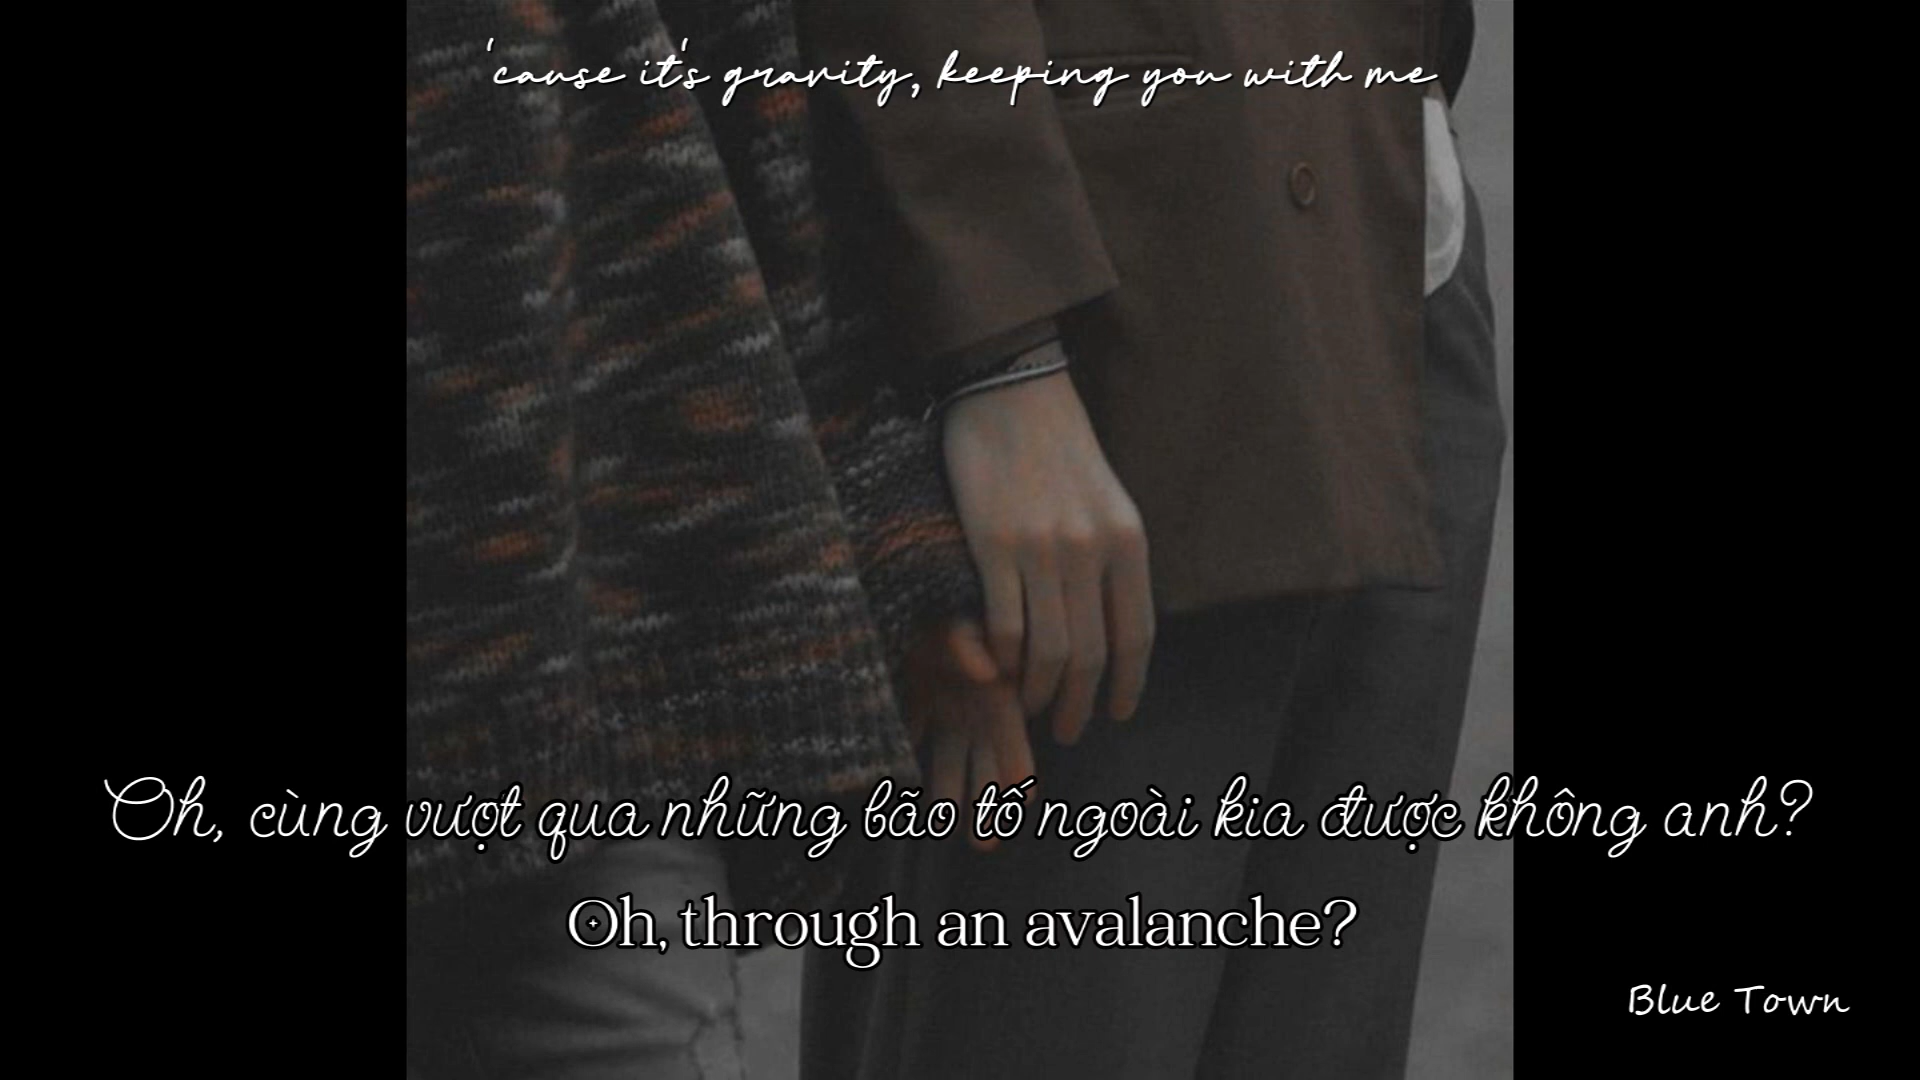 'cause it's gravity, keeping you with me
Oh, cùng vượt qua những bão tố ngoài kia được không anh?
Oh, through an avalanche?
Blue Town